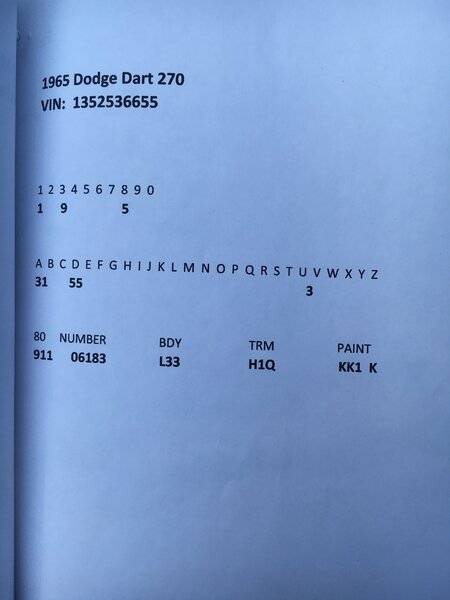 1965 Dodge Dart 270
VIN: 1352536655
1 2 3 4 5 6 7 8 9 0
1 9 5
A B C D E F G H I J K L M N O P Q R S T U V W X Y Z
31 55 3
80 NUMBER BDY TRM PAINT
911 06183 L33 H1Q KK1 K